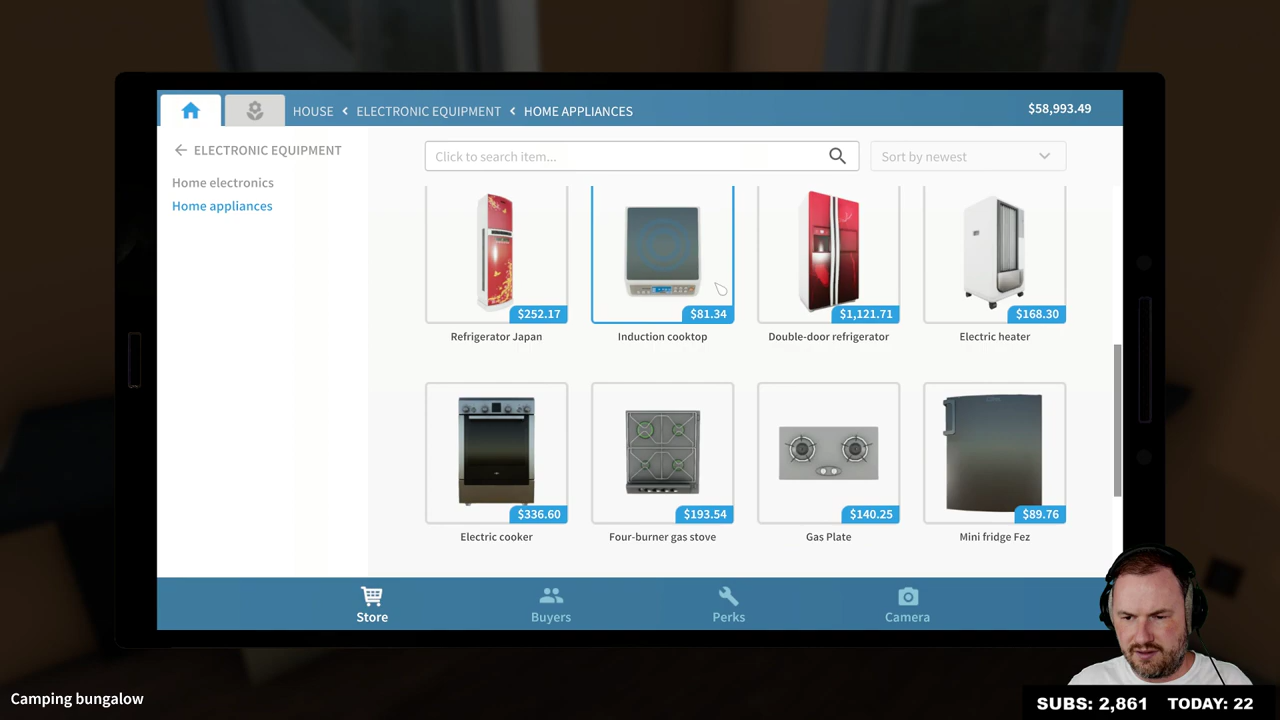 HOUSE < ELECTRONIC EQUIPMENT < HOME APPLIANCES
$58,993.49
ELECTRONIC EQUIPMENT
Home electronics
Home appliances
Click to search item...
Sort by newest
$252.17
$81.34
$1,121.71
$168.30
Refrigerator Japan
Induction cooktop
Double-door refrigerator
Electric heater
$336.60
$193.54
$140.25
$89.76
Electric cooker
Four-burner gas stove
Gas Plate
Mini fridge Fez
Store
Buyers
Perks
Camera
Camping bungalow
SUBS: 2,861 TODAY: 22